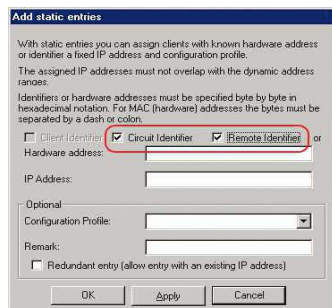 Add static entries
With static entries you can assign clients with known hardware address
or identifier a fixed IP address and configuration profile.
The assigned IP addresses must not overlap with the dynamic address
ranges.
Identifiers or hardware addresses must be specified byte by byte in
hexadecimal notation. For MAC (hardware) addresses the bytes must be
separated by a dash or colon.
Client Identifier Circuit Identifier Remote Identifier or
Hardware address:
IP Address:
Optional
Configuration Profile:
Remark:
Redundant entry (allow entry with an existing IP address)
OK Apply Cancel